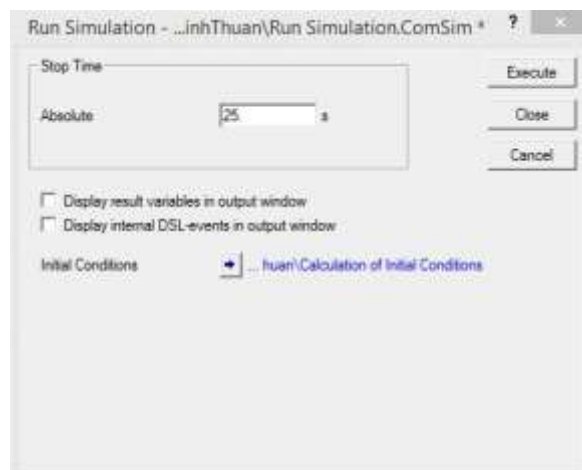 Run Simulation - ...inhThuan\Run Simulation.ComSim * ?
Stop Time
Execute
Absolute 25. s
Close
Cancel
Display result variables in output window
Display internal DSL-events in output window
Initial Conditions ... huan\Calculation of Initial Conditions